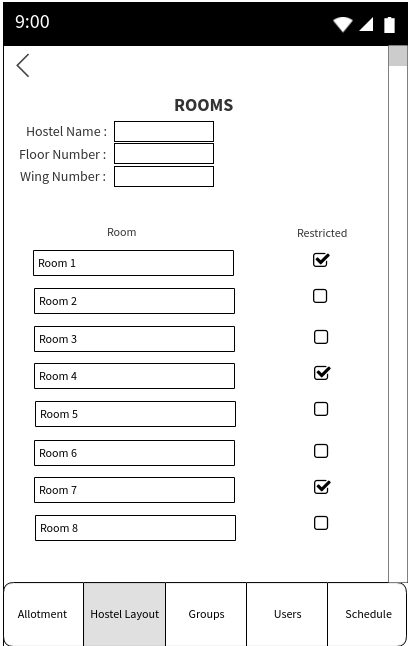 9:00
ROOMS
Hostel Name :
Floor Number :
Wing Number :
Room Restricted
Room 1
Room 2
Room 3
Room 4
Room 5
Room 6
Room 7
Room 8
Allotment Hostel Layout Groups Users Schedule